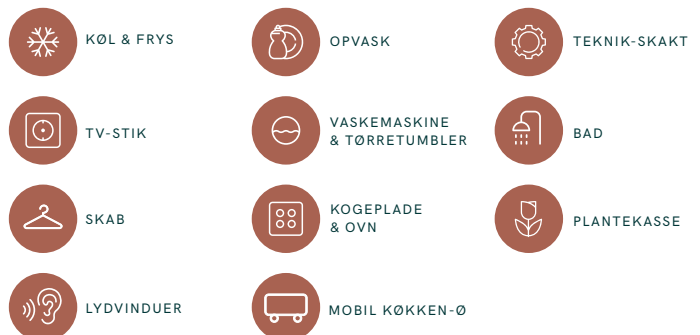 KØL & FRYS
OPVASK
TEKNIK-SKAKT
TV-STIK
VASKEMASKINE
& TØRRETUMBLER
BAD
SKAB
KOGEPLADE
& OVN
PLANTEKASSE
LYDVINDUER
MOBIL KØKKEN-Ø